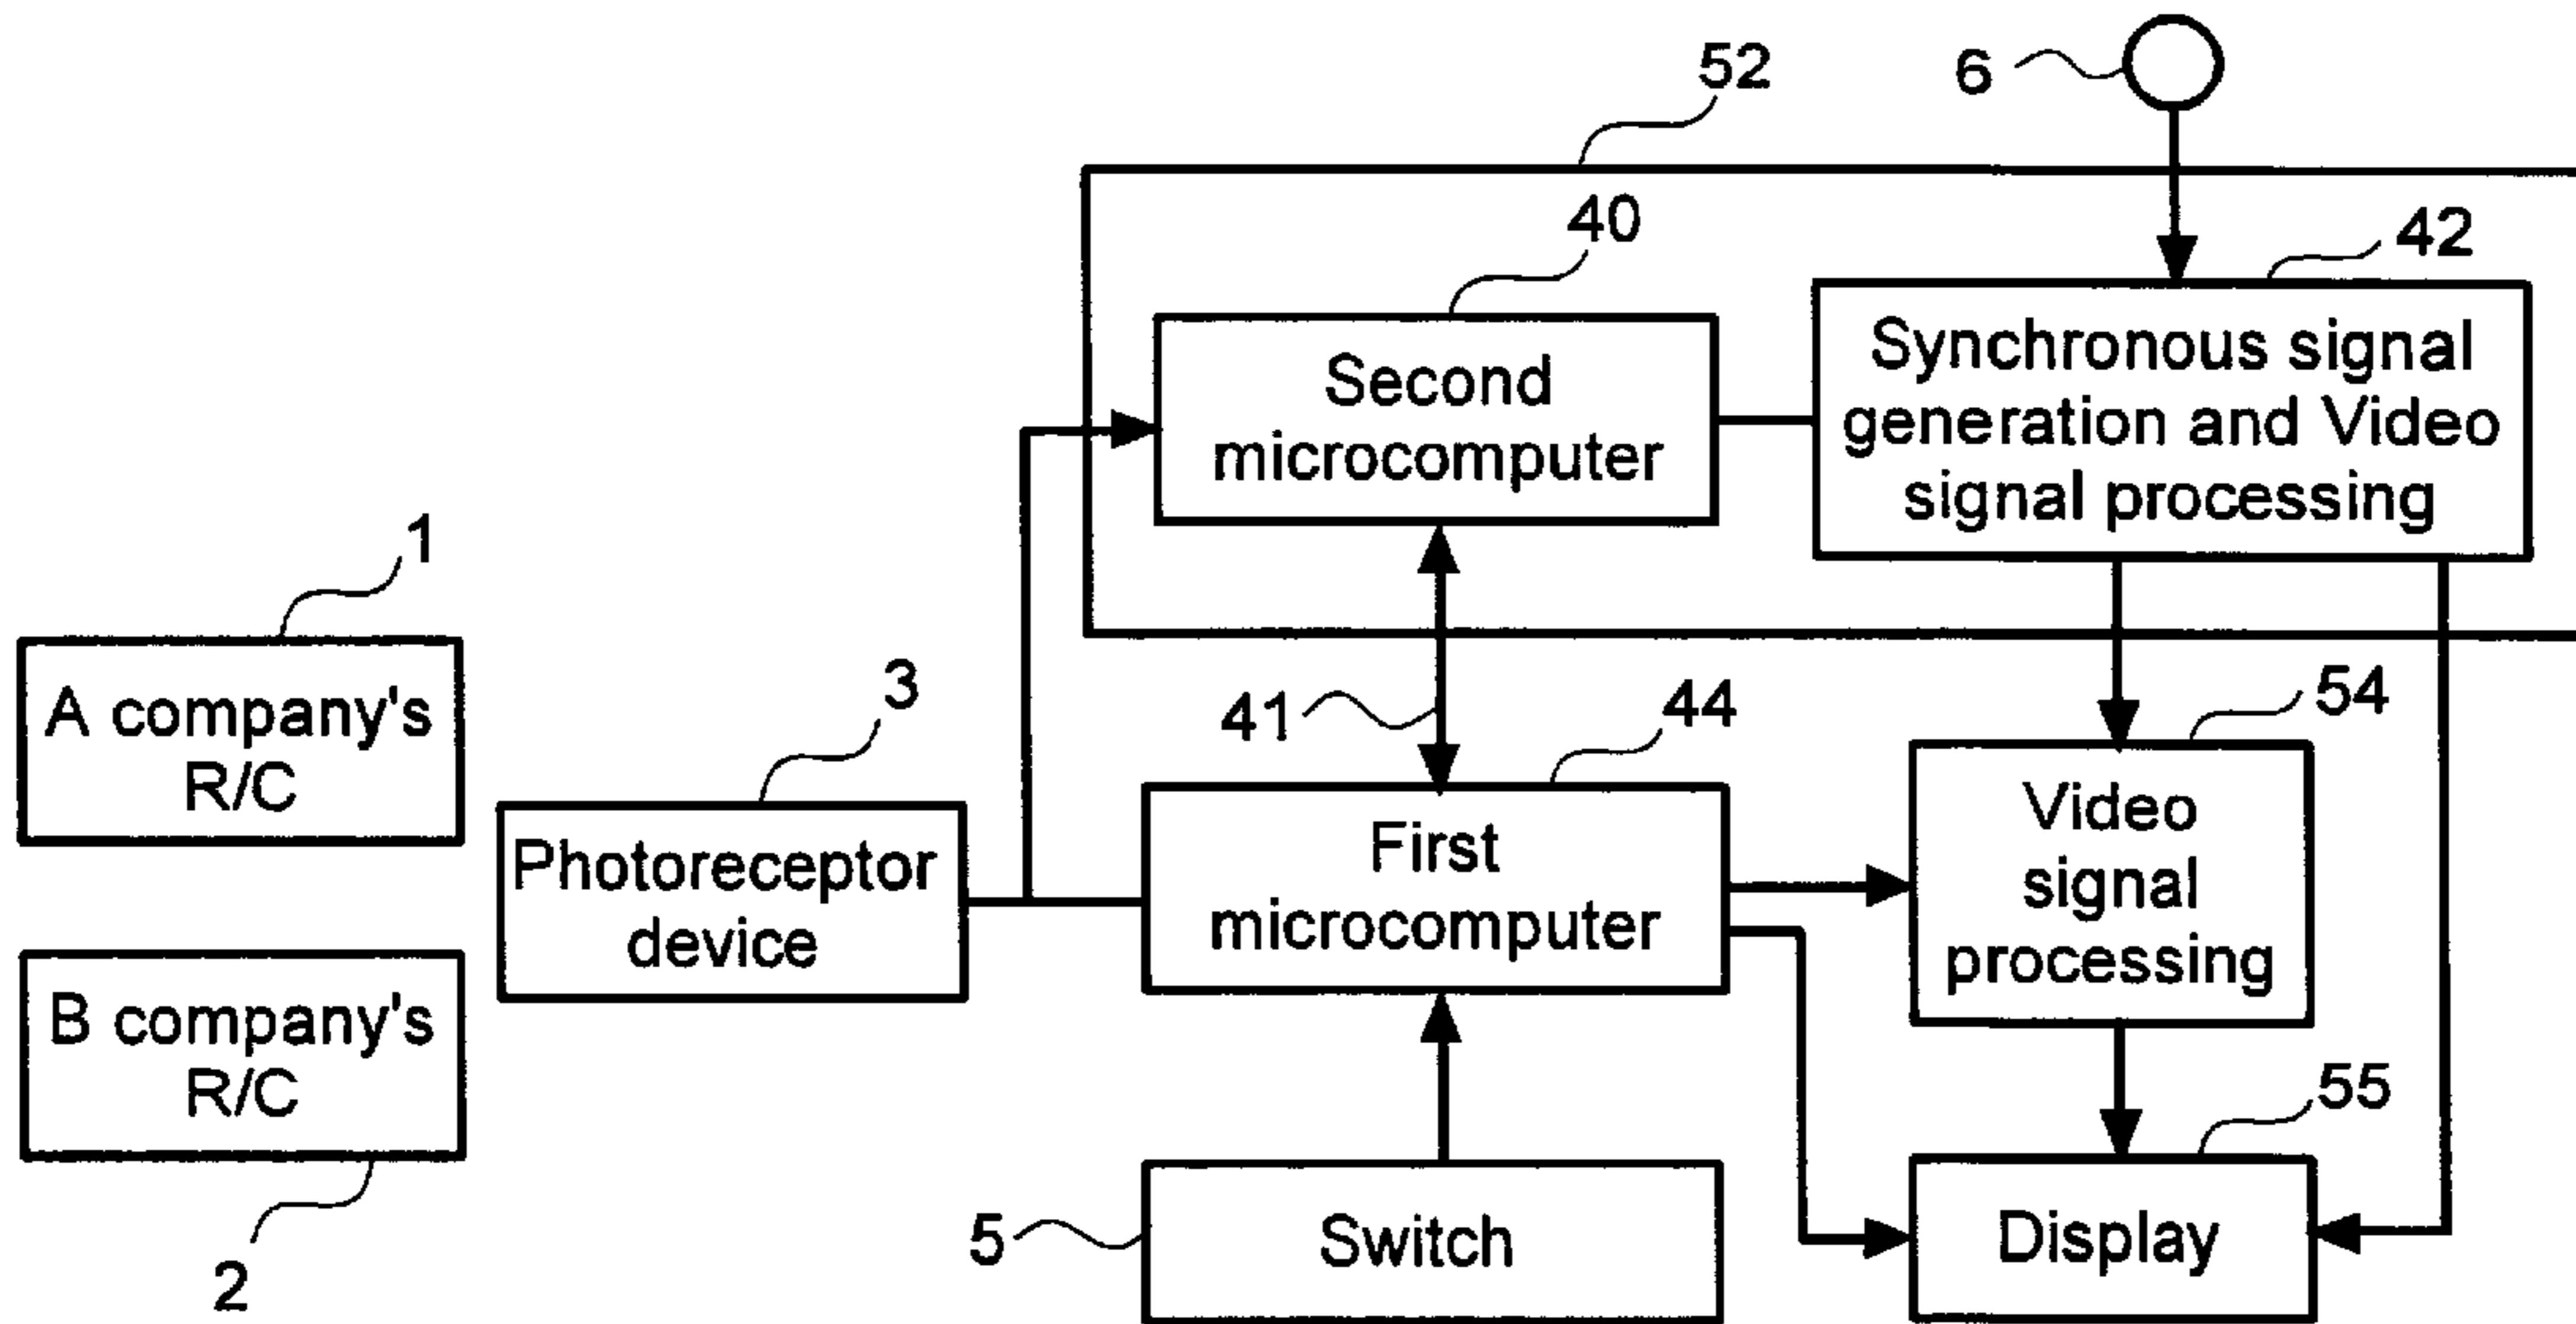 52
6
40
42
Second
microcomputer
Synchronous signal
generation and Video
signal processing
1
A company's
R/C
3
Photoreceptor
device
41
44
First
microcomputer
54
Video
signal
processing
B company's
R/C
2
5
Switch
55
Display